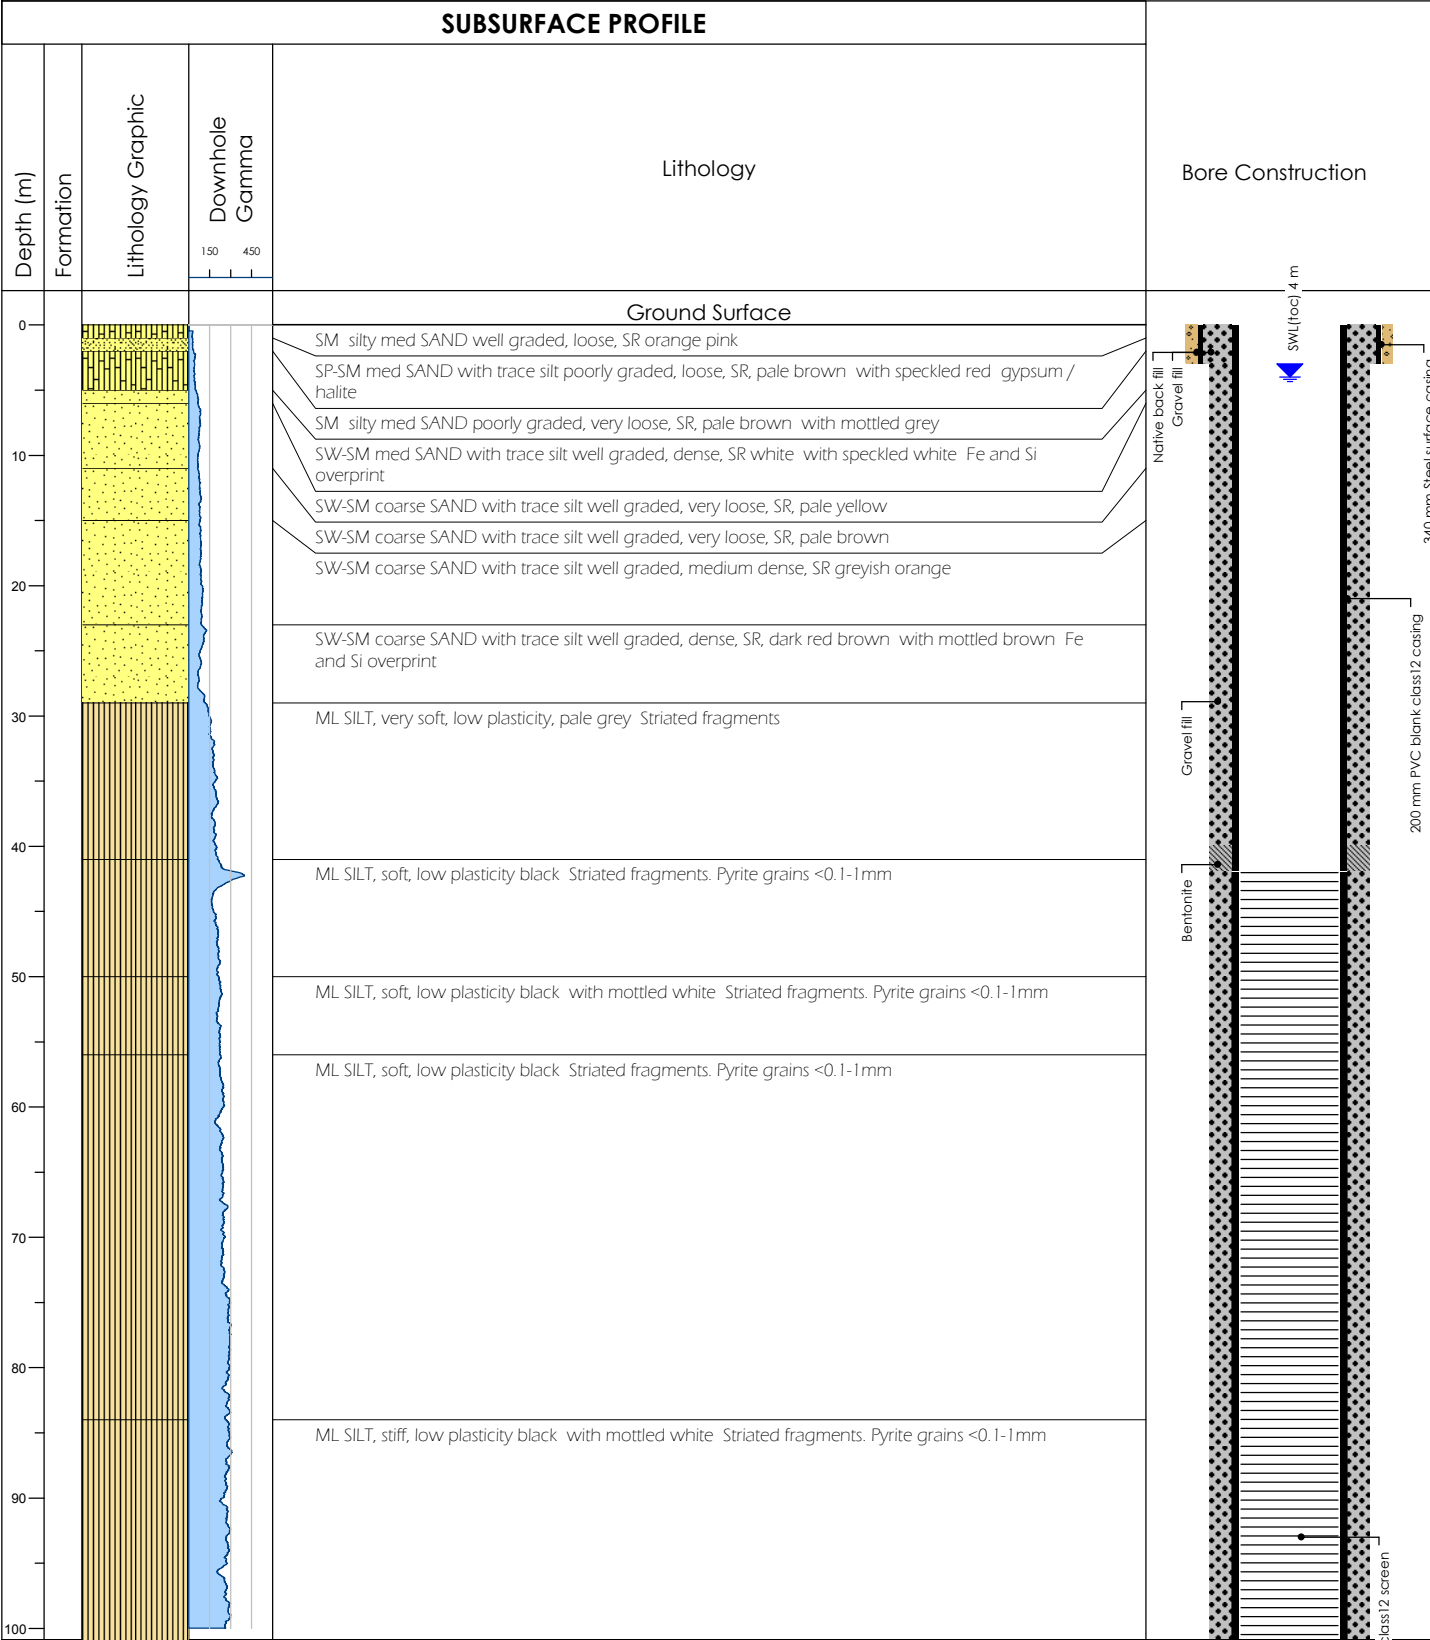 SUBSURFACE PROFILE
Depth (m)
Formation
Lithology Graphic
Downhole
Gamma
150 450
Lithology
Bore Construction
Ground Surface
SM silty med SAND well graded, loose, SR orange pink
SP-SM med SAND with trace silt poorly graded, loose, SR, pale brown with speckled red gypsum /
halite
SM silty med SAND poorly graded, very loose, SR, pale brown with mottled grey
SW-SM med SAND with trace silt well graded, dense, SR white with speckled white Fe and Si
overprint
SW-SM coarse SAND with trace silt well graded, very loose, SR, pale yellow
SW-SM coarse SAND with trace silt well graded, very loose, SR, pale brown
SW-SM coarse SAND with trace silt well graded, medium dense, SR greyish orange
SW-SM coarse SAND with trace silt well graded, dense, SR, dark red brown with mottled brown Fe
and Si overprint
ML SILT, very soft, low plasticity, pale grey Striated fragments
ML SILT, soft, low plasticity black Striated fragments. Pyrite grains <0.1-1mm
ML SILT, soft, low plasticity black with mottled white Striated fragments. Pyrite grains <0.1-1mm
ML SILT, soft, low plasticity black Striated fragments. Pyrite grains <0.1-1mm
ML SILT, stiff, low plasticity black with mottled white Striated fragments. Pyrite grains <0.1-1mm
0
10
20
30
40
50
60
70
80
90
100
SWL(toc) 4 m
Native back fill
Gravel fill
340 mm Steel surface casing
200 mm PVC blank class12 casing
Gravel fill
Bentonite
class12 screen